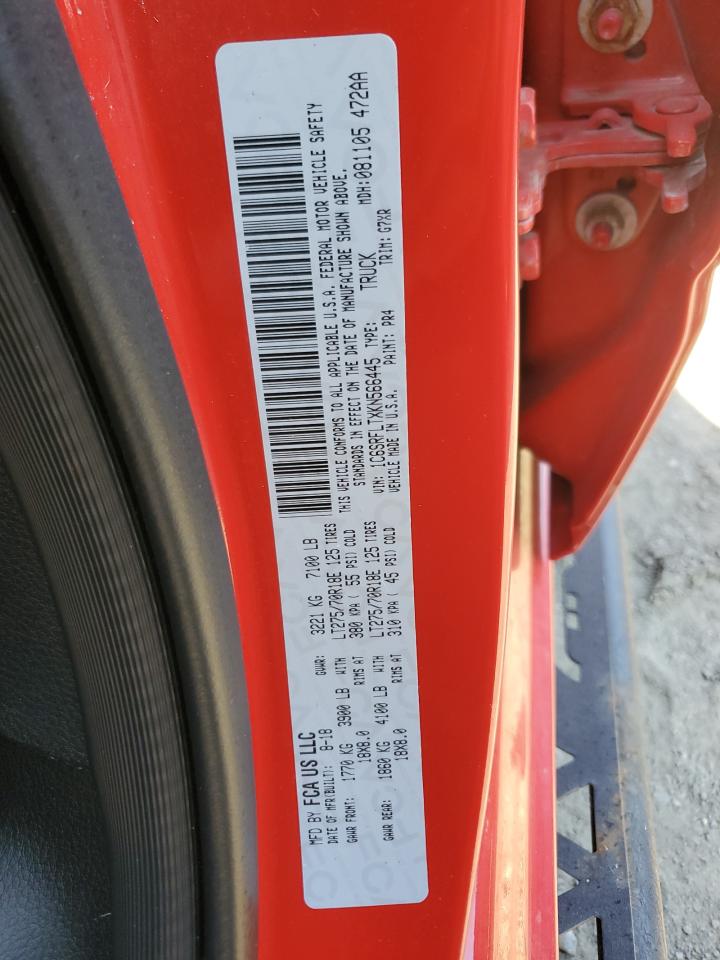 MFD BY FCA US LLC
DATE OF MFR(BUILT): 8-18 GVWR: 3221 KG 7100 LB
GAWR FRONT: 1770 KG 3900 LB WITH LT275/70R18E 125 TIRES
18X8.0 RIMS AT 380 KPA ( 55 PSI) COLD
GAWR REAR: 1860 KG 4100 LB WITH LT275/70R18E 125 TIRES
18X8.0 RIMS AT 310 KPA ( 45 PSI) COLD
THIS VEHICLE CONFORMS TO ALL APPLICABLE U.S.A. FEDERAL MOTOR VEHICLE SAFETY
STANDARDS IN EFFECT ON THE DATE OF MANUFACTURE SHOWN ABOVE.
MDH:081105 472AA
VIN: 1C6SRFLTXKN566445 TYPE: TRUCK
VEHICLE MADE IN U.S.A. PAINT: PR4 TRIM: G7XR